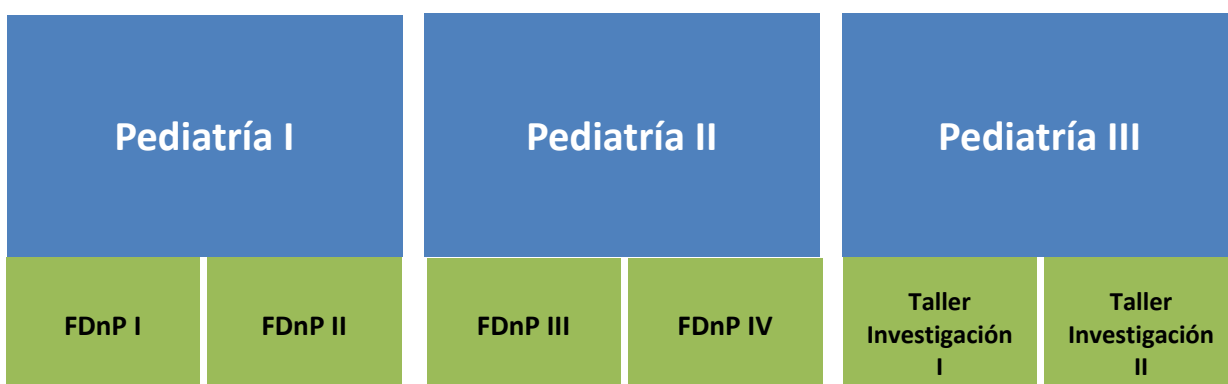 Pediatría I
Pediatría II
Pediatría III
FDnP I
FDnP II
FDnP III
FDnP IV
Taller
Investigación
I
Taller
Investigación
II